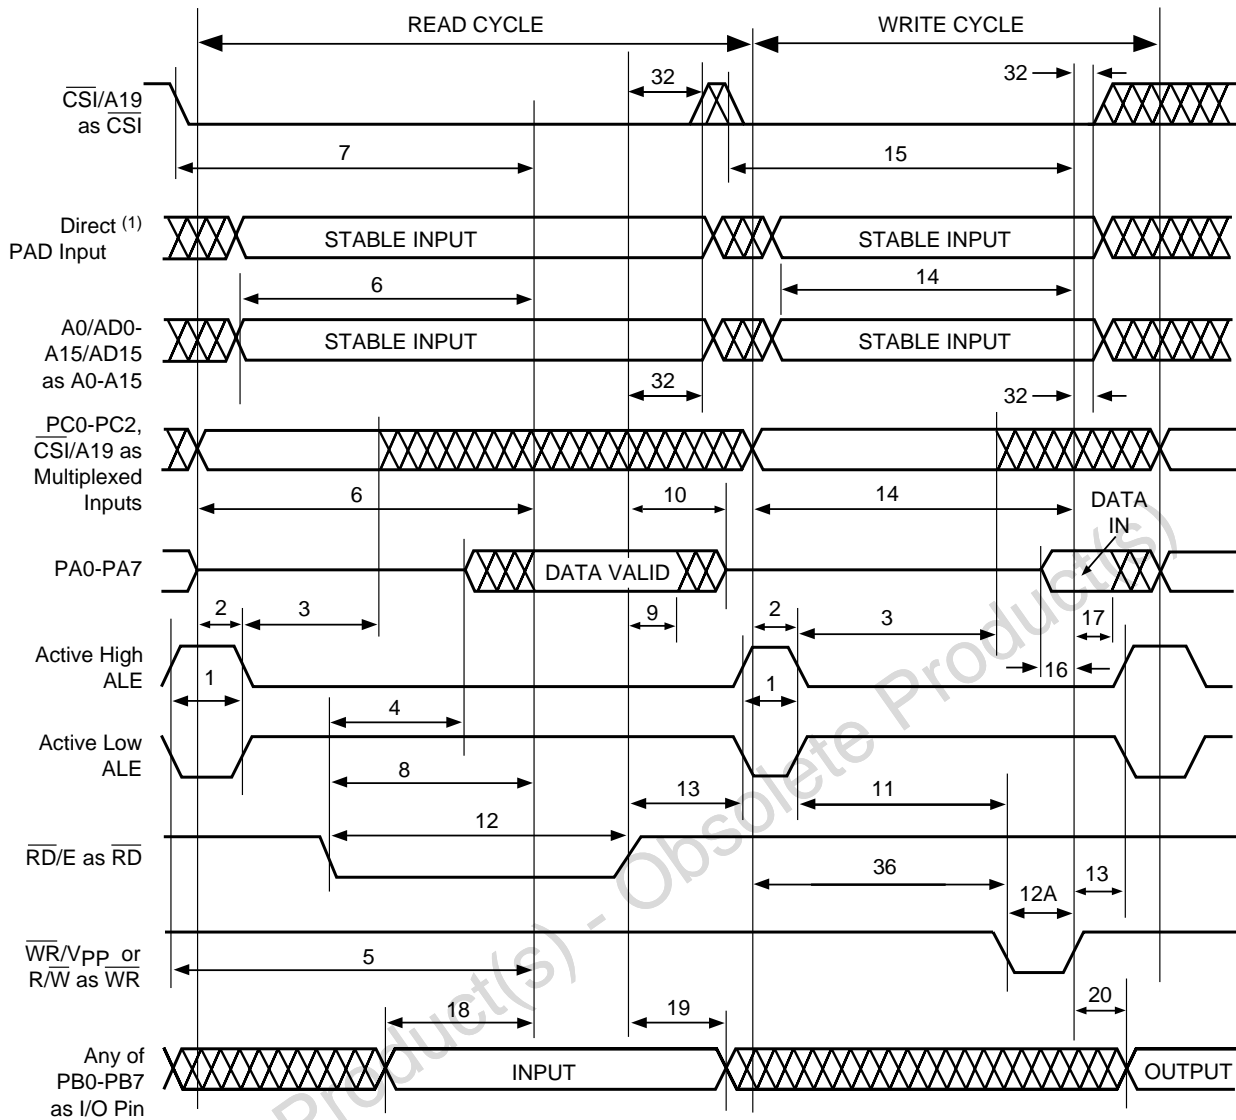 READ CYCLE
WRITE CYCLE
CSI/A19
as CSI
32
32
7
15
Direct (1)
PAD Input
STABLE INPUT
STABLE INPUT
6
14
A0/AD0-
A15/AD15
as A0-A15
STABLE INPUT
STABLE INPUT
32
32
PC0-PC2,
CSI/A19 as
Multiplexed
Inputs
6
10
14
DATA
IN
PA0-PA7
DATA VALID
2
3
9
2
3
17
Active High
ALE
1
1
16
4
Active Low
ALE
8
13
11
12
RD/E as RD
36
12A
13
WR/VPP or
R/W as WR
5
18
19
20
Any of
PB0-PB7
as I/O Pin
INPUT
OUTPUT
Product(s) - Obsolete Product(s)